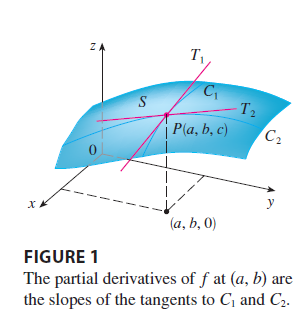 z
T₁
C₁
S
T₂
P(a, b, c)
C₂
0
x
y
(a, b, 0)
FIGURE 1
The partial derivatives of f at (a, b) are
the slopes of the tangents to C₁ and C₂.